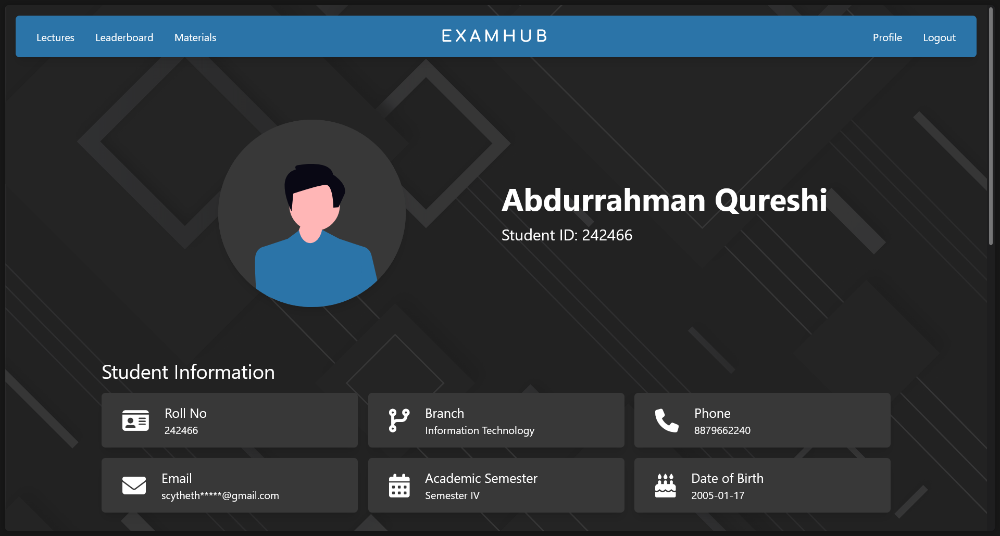 Lectures Leaderboard Materials EXAMHUB Profile Logout
Abdurrahman Qureshi
Student ID: 242466
Student Information
Roll No
242466
Branch
Information Technology
Phone
8879662240
Email
scytheth*****@gmail.com
Academic Semester
Semester IV
Date of Birth
2005-01-17